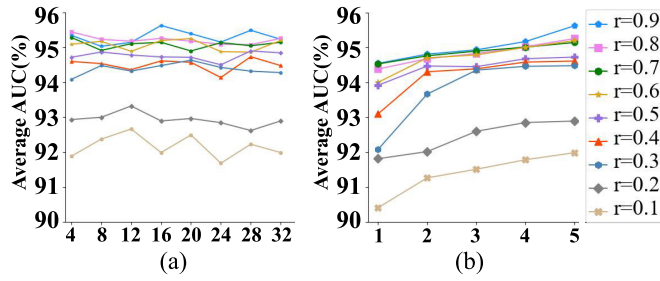 Average AUC(%)
96
95
94
93
92
91
90
4 8 12 16 20 24 28 32
(a)
Average AUC(%)
96
95
94
93
92
91
90
1 2 3 4 5
(b)
r=0.9
r=0.8
r=0.7
r=0.6
r=0.5
r=0.4
r=0.3
r=0.2
r=0.1